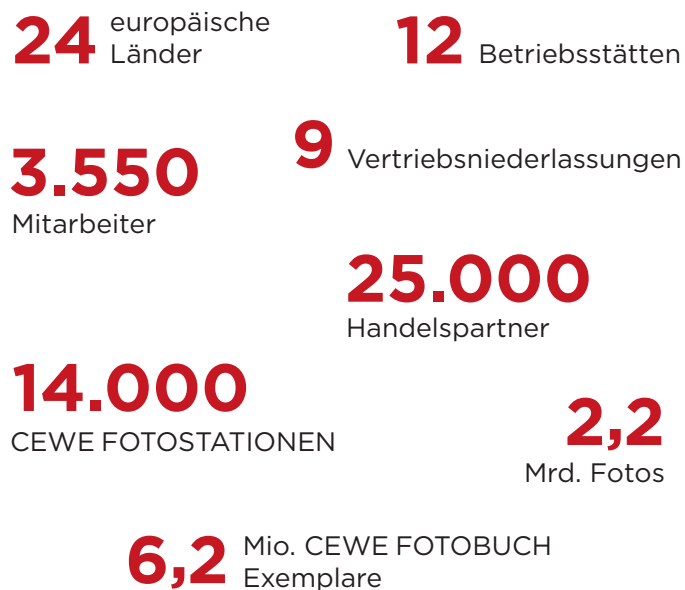 24 europäische
Länder
12 Betriebsstätten
9 Vertriebsniederlassungen
3.550
Mitarbeiter
25.000
Handelspartner
14.000
CEWE FOTOSTATIONEN
2,2
Mrd. Fotos
6,2 Mio. CEWE FOTOBUCH
Exemplare